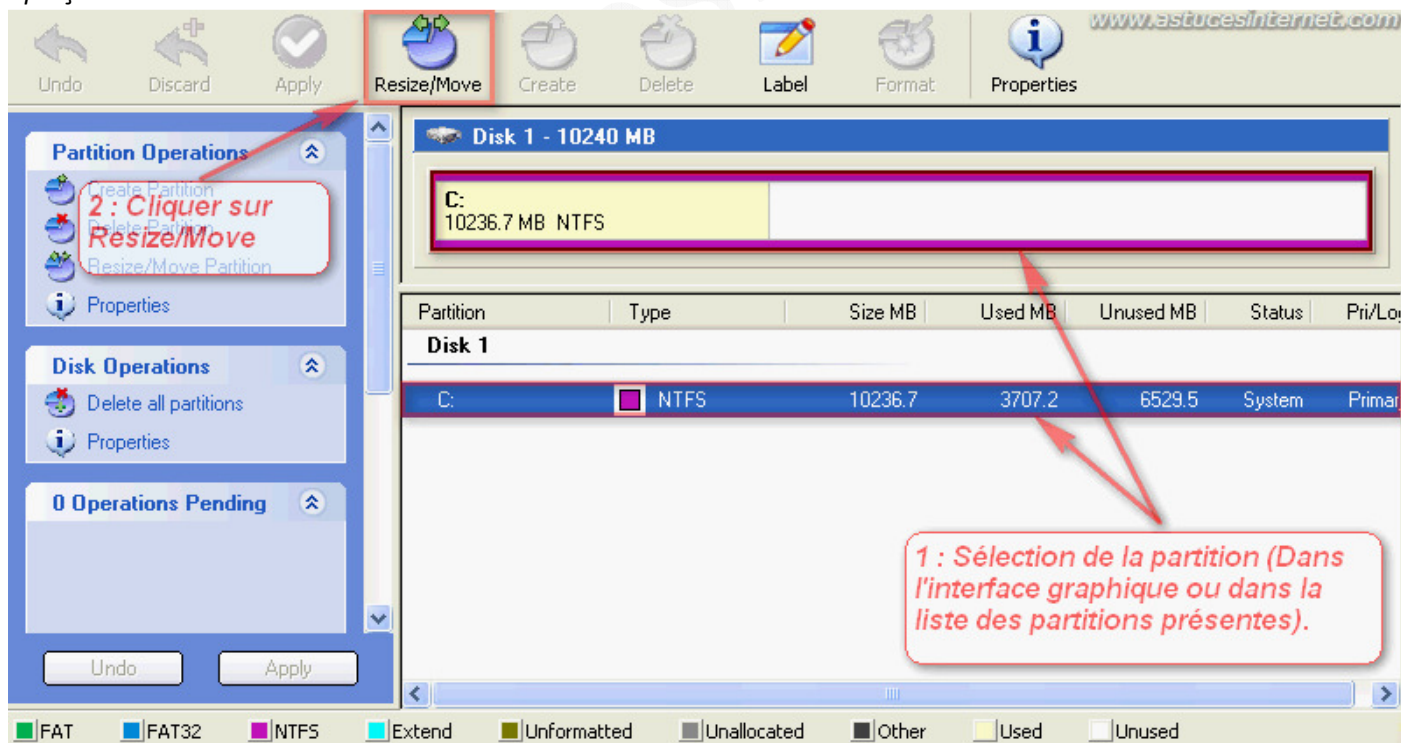 www.astucesinternet.com
Undo Discard Apply Resize/Move Create Delete Label Format Properties
Partition Operations
Create Partition
Delete Partition
Resize/Move Partition
Properties
2 : Cliquer sur
Resize/Move
Disk Operations
Delete all partitions
Properties
0 Operations Pending
Undo Apply
Disk 1 - 10240 MB
C:
10236.7 MB NTFS
Partition Type Size MB Used MB Unused MB Status Pri/Log
Disk 1
C: NTFS 10236.7 3707.2 6529.5 System Primar
1 : Sélection de la partition (Dans
l'interface graphique ou dans la
liste des partitions présentes).
FAT FAT32 NTFS Extend Unformatted Unallocated Other Used Unused